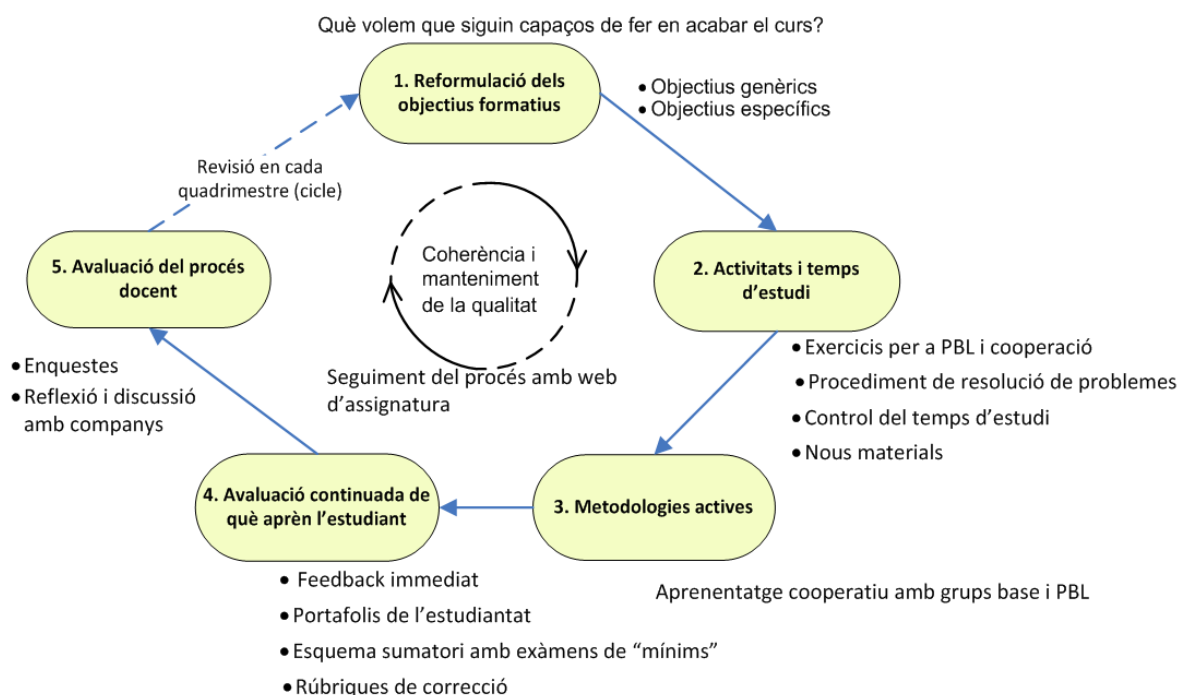 Què volem que siguin capaços de fer en acabar el curs?
1. Reformulació dels
objectius formatius
• Objectius genèrics
• Objectius específics
Revisió en cada
quadrimestre (cicle)
5. Avaluació del procés
docent
Coherència i
manteniment
de la qualitat
2. Activitats i temps
d’estudi
• Enquestes
• Reflexió i discussió
amb companys
Seguiment del procés amb web
d’assignatura
• Exercicis per a PBL i cooperació
• Procediment de resolució de problemes
• Control del temps d’estudi
• Nous materials
4. Avaluació continuada de
què aprèn l’estudiant
3. Metodologies actives
• Feedback immediat
• Portafolis de l’estudiantat
• Esquema sumatori amb exàmens de “mínims”
• Rúbriques de correcció
Aprenentatge cooperatiu amb grups base i PBL